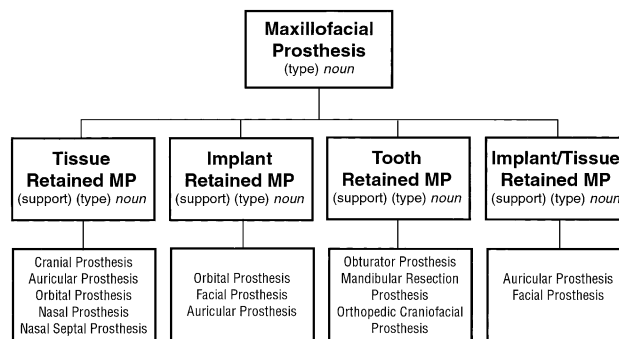 Maxillofacial
Prosthesis
(type) noun
Tissue
Retained MP
(support) (type) noun
Implant
Retained MP
(support) (type) noun
Tooth
Retained MP
(support) (type) noun
Implant/Tissue
Retained MP
(support) (type) noun
Cranial Prosthesis
Auricular Prosthesis
Orbital Prosthesis
Nasal Prosthesis
Nasal Septal Prosthesis
Orbital Prosthesis
Facial Prosthesis
Auricular Prosthesis
Obturator Prosthesis
Mandibular Resection
Prosthesis
Orthopedic Craniofacial
Prosthesis
Auricular Prosthesis
Facial Prosthesis